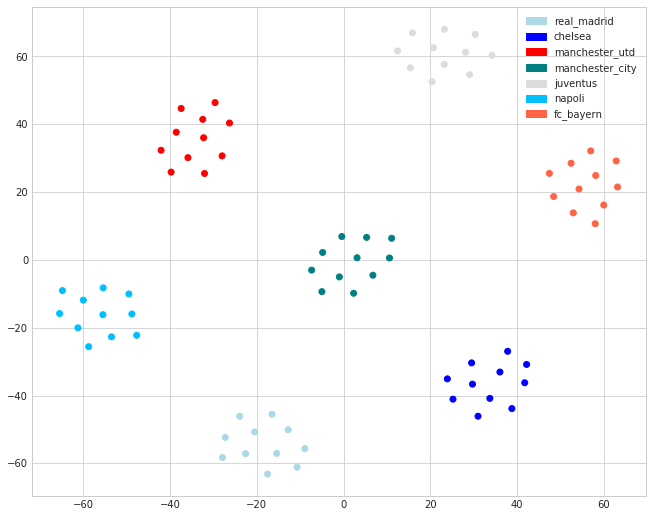 real_madrid
chelsea
manchester_utd
manchester_city
juventus
napoli
fc_bayern
60
40
20
0
−20
−40
−60
−60 −40 −20 0 20 40 60